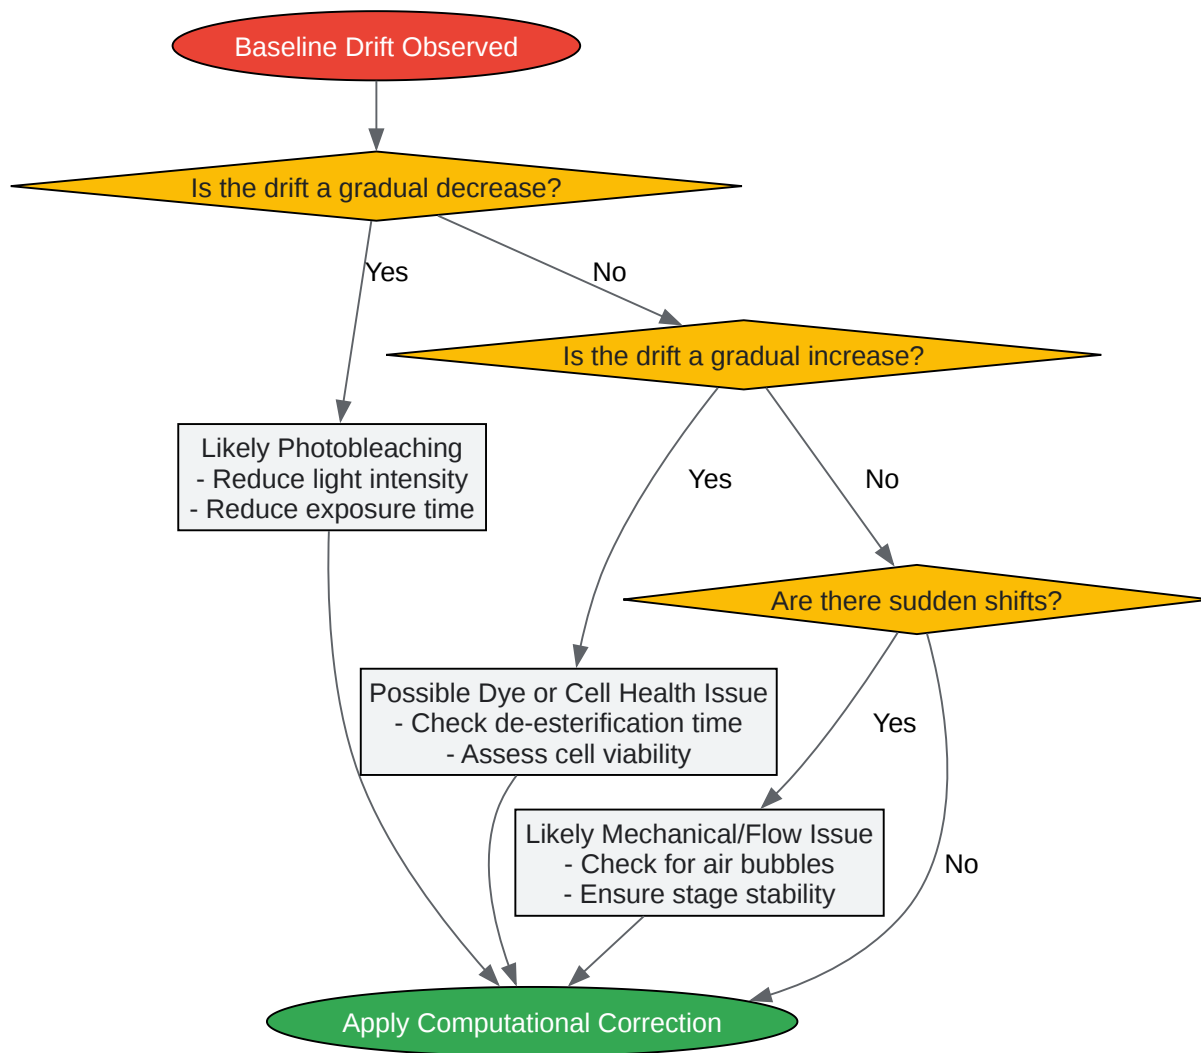 Baseline Drift Observed
Is the drift a gradual decrease?
Yes
No
Is the drift a gradual increase?
Likely Photobleaching
- Reduce light intensity
- Reduce exposure time
Yes
No
Are there sudden shifts?
Possible Dye or Cell Health Issue
- Check de-esterification time
- Assess cell viability
Yes
Likely Mechanical/Flow Issue
- Check for air bubbles
- Ensure stage stability
No
Apply Computational Correction